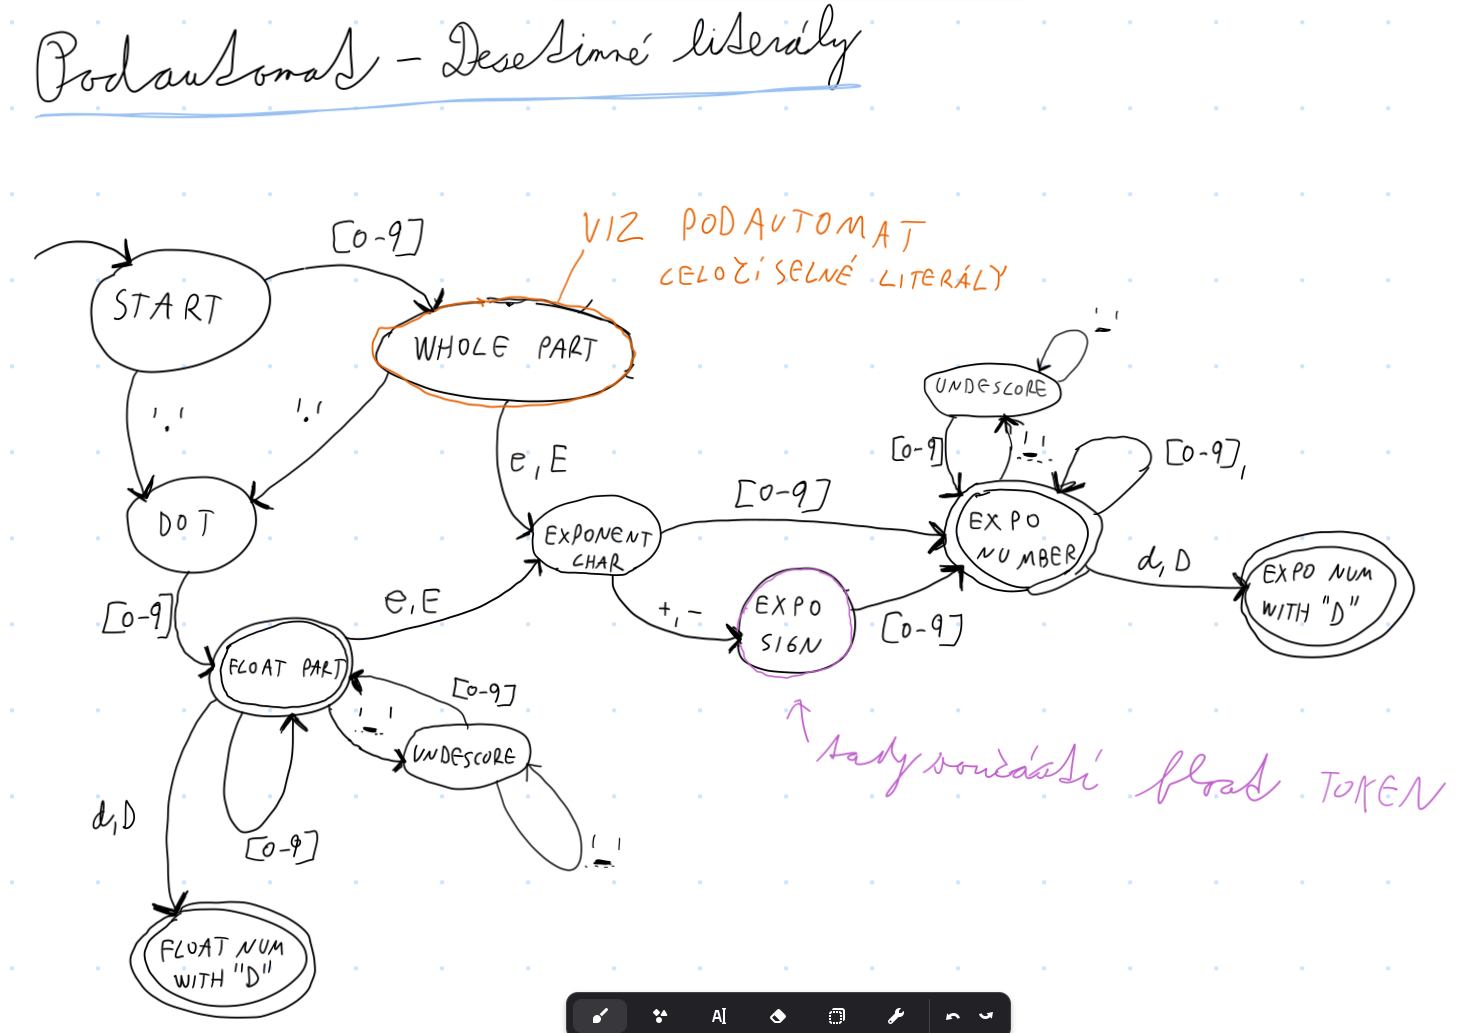 Podautomat - Desetinné literály
[0-9]
VIZ PODAUTOMAT
CELOČÍSELNÉ LITERÁLY
START
WHOLE PART
'.'
'.'
'_'
UNDESCORE
e, E
[0-9]
'_'
[0-9],
[0-9]
DOT
EXPONENT
CHAR
EXPO
NUMBER
d, D
EXPO NUM
WITH "D"
[0-9]
e, E
+, -
EXPO
SIGN
[0-9]
FLOAT PART
[0-9]
'_'
UNDESCORE
tady součástí float TOKEN
d, D
[0-9]
'_'
FLOAT NUM
WITH "D"
AI